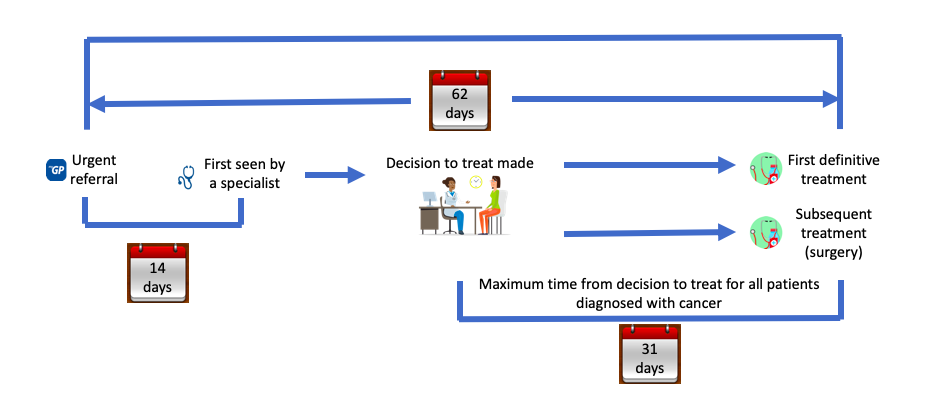 62
days
GP
Urgent
referral
First seen by
a specialist
Decision to treat made
First definitive
treatment
Subsequent
treatment
(surgery)
14
days
Maximum time from decision to treat for all patients
diagnosed with cancer
31
days